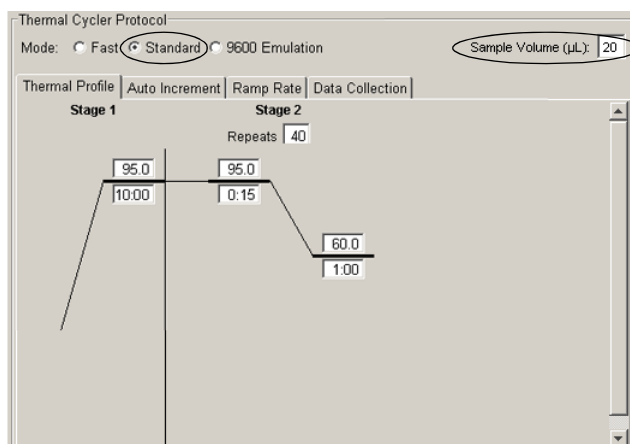 Thermal Cycler Protocol
Mode: Fast Standard 9600 Emulation Sample Volume (µL): 20
Thermal Profile Auto Increment Ramp Rate Data Collection
Stage 1 Stage 2
Repeats 40
95.0 95.0
10:00 0:15
60.0
1:00